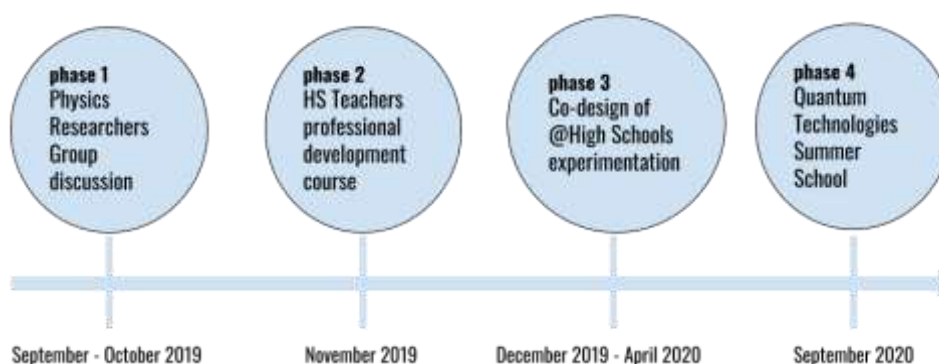 phase 1
Physics
Researchers
Group
discussion
phase 2
HS Teachers
professional
development
course
phase 3
Co-design of
@High Schools
experimentation
phase 4
Quantum
Technologies
Summer
School
September - October 2019
November 2019
December 2019 - April 2020
September 2020